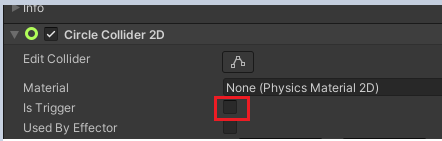 Info
Circle Collider 2D
Edit Collider
Material None (Physics Material 2D)
Is Trigger
Used By Effector